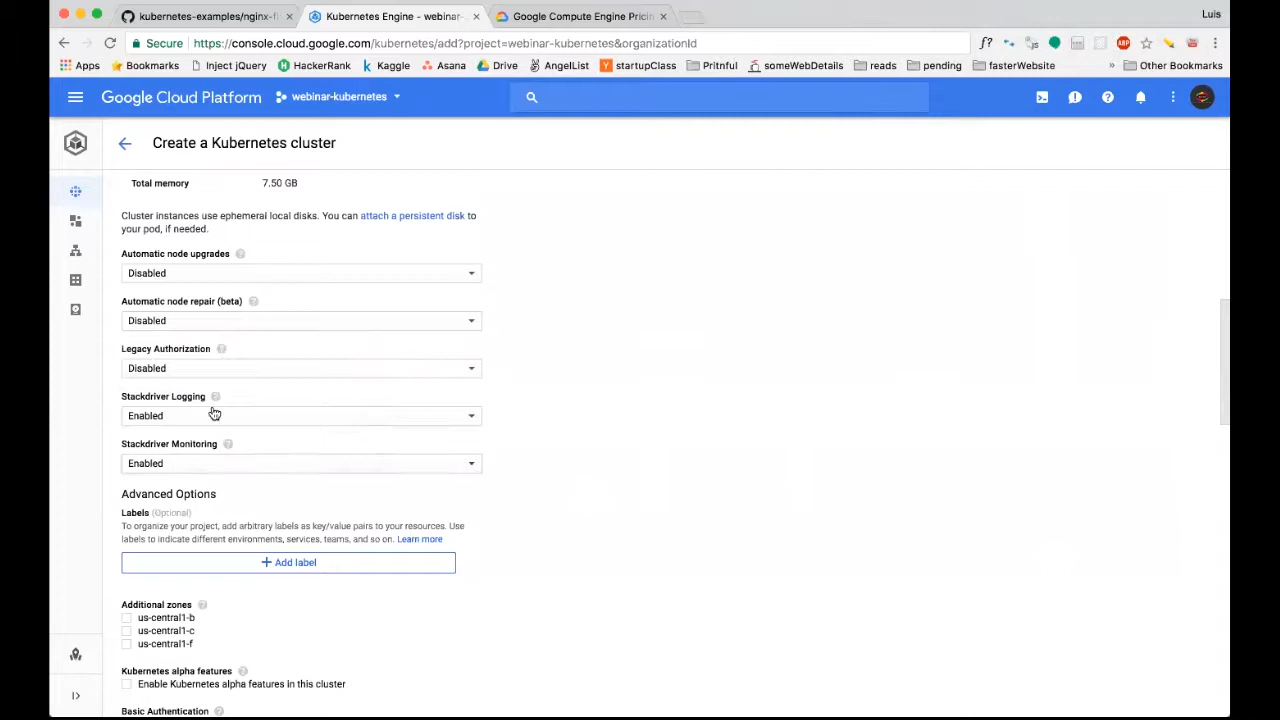 kubernetes-examples/nginx-fi
Kubernetes Engine - webinar-
Google Compute Engine Pricin
Luis
Secure
https://console.cloud.google.com/kubernetes/add?project=webinar-kubernetes&organizationId
Apps
Bookmarks
Inject jQuery
HackerRank
Kaggle
Asana
Drive
AngelList
startupClass
Pritnful
someWebDetails
reads
pending
fasterWebsite
»
Other Bookmarks
Google Cloud Platform
webinar-kubernetes
Create a Kubernetes cluster
Total memory 7.50 GB
Cluster instances use ephemeral local disks. You can attach a persistent disk to
your pod, if needed.
Automatic node upgrades
Disabled
Automatic node repair (beta)
Disabled
Legacy Authorization
Disabled
Stackdriver Logging
Enabled
Stackdriver Monitoring
Enabled
Advanced Options
Labels (Optional)
To organize your project, add arbitrary labels as key/value pairs to your resources. Use
labels to indicate different environments, services, teams, and so on. Learn more
+ Add label
Additional zones
us-central1-b
us-central1-c
us-central1-f
Kubernetes alpha features
Enable Kubernetes alpha features in this cluster
Basic Authentication